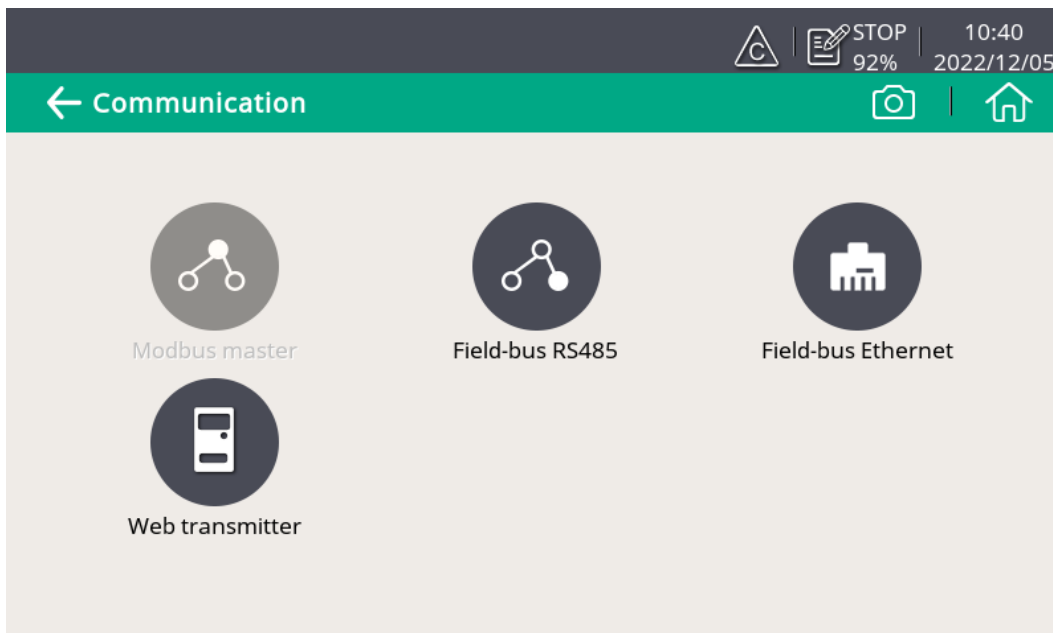 C
STOP
92%
10:40
2022/12/05
Communication
Modbus master
Field-bus RS485
Field-bus Ethernet
Web transmitter